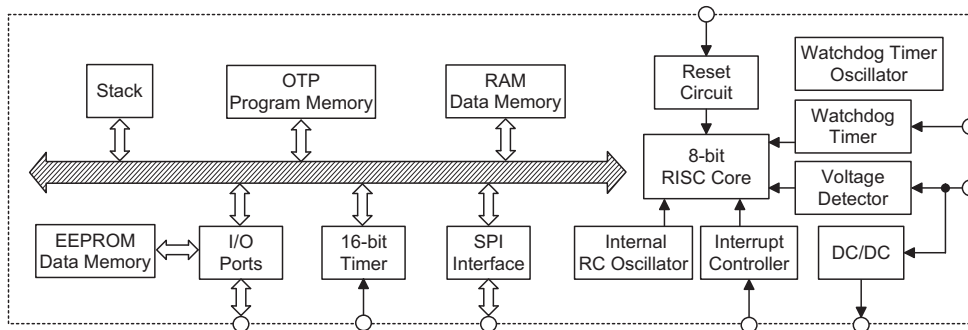 Stack
OTP
Program Memory
RAM
Data Memory
Reset
Circuit
Watchdog Timer
Oscillator
Watchdog
Timer
8-bit
RISC Core
Voltage
Detector
EEPROM
Data Memory
I/O
Ports
16-bit
Timer
SPI
Interface
Internal
RC Oscillator
Interrupt
Controller
DC/DC